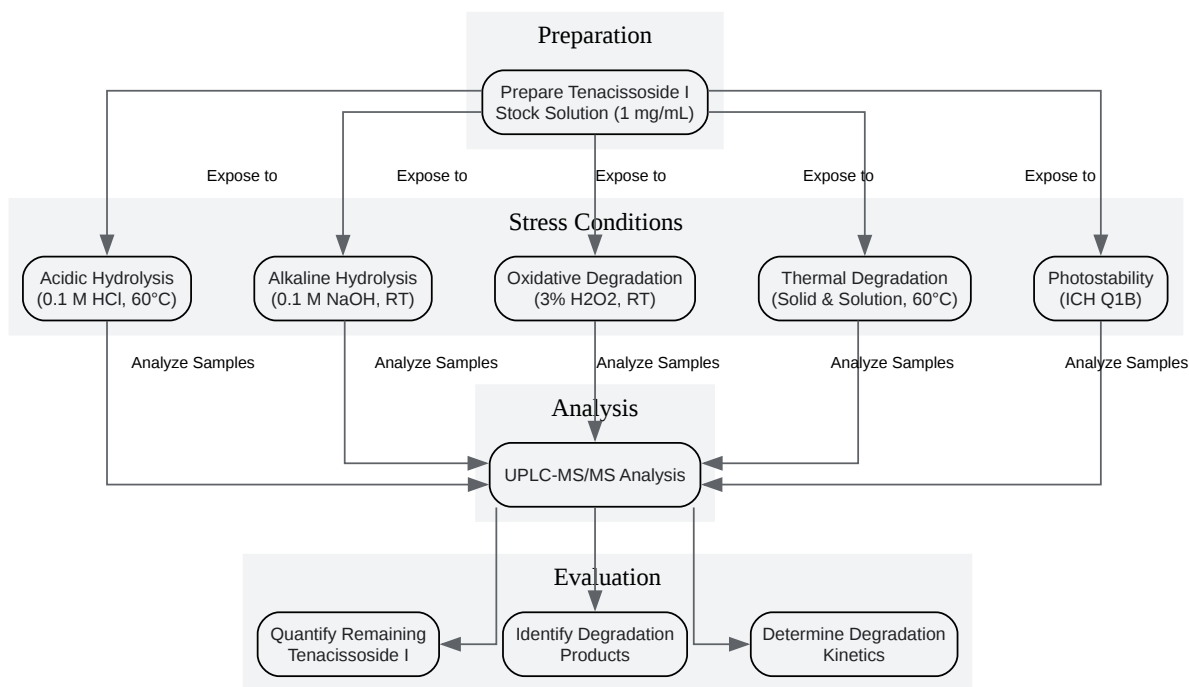 Preparation
Prepare Tenacissoside I
Stock Solution (1 mg/mL)
Expose to
Expose to
Expose to
Expose to
Expose to
Stress Conditions
Acidic Hydrolysis
(0.1 M HCl, 60°C)
Alkaline Hydrolysis
(0.1 M NaOH, RT)
Oxidative Degradation
(3% H2O2, RT)
Thermal Degradation
(Solid & Solution, 60°C)
Photostability
(ICH Q1B)
Analyze Samples
Analyze Samples
Analyze Samples
Analyze Samples
Analyze Samples
Analysis
UPLC-MS/MS Analysis
Evaluation
Quantify Remaining
Tenacissoside I
Identify Degradation
Products
Determine Degradation
Kinetics